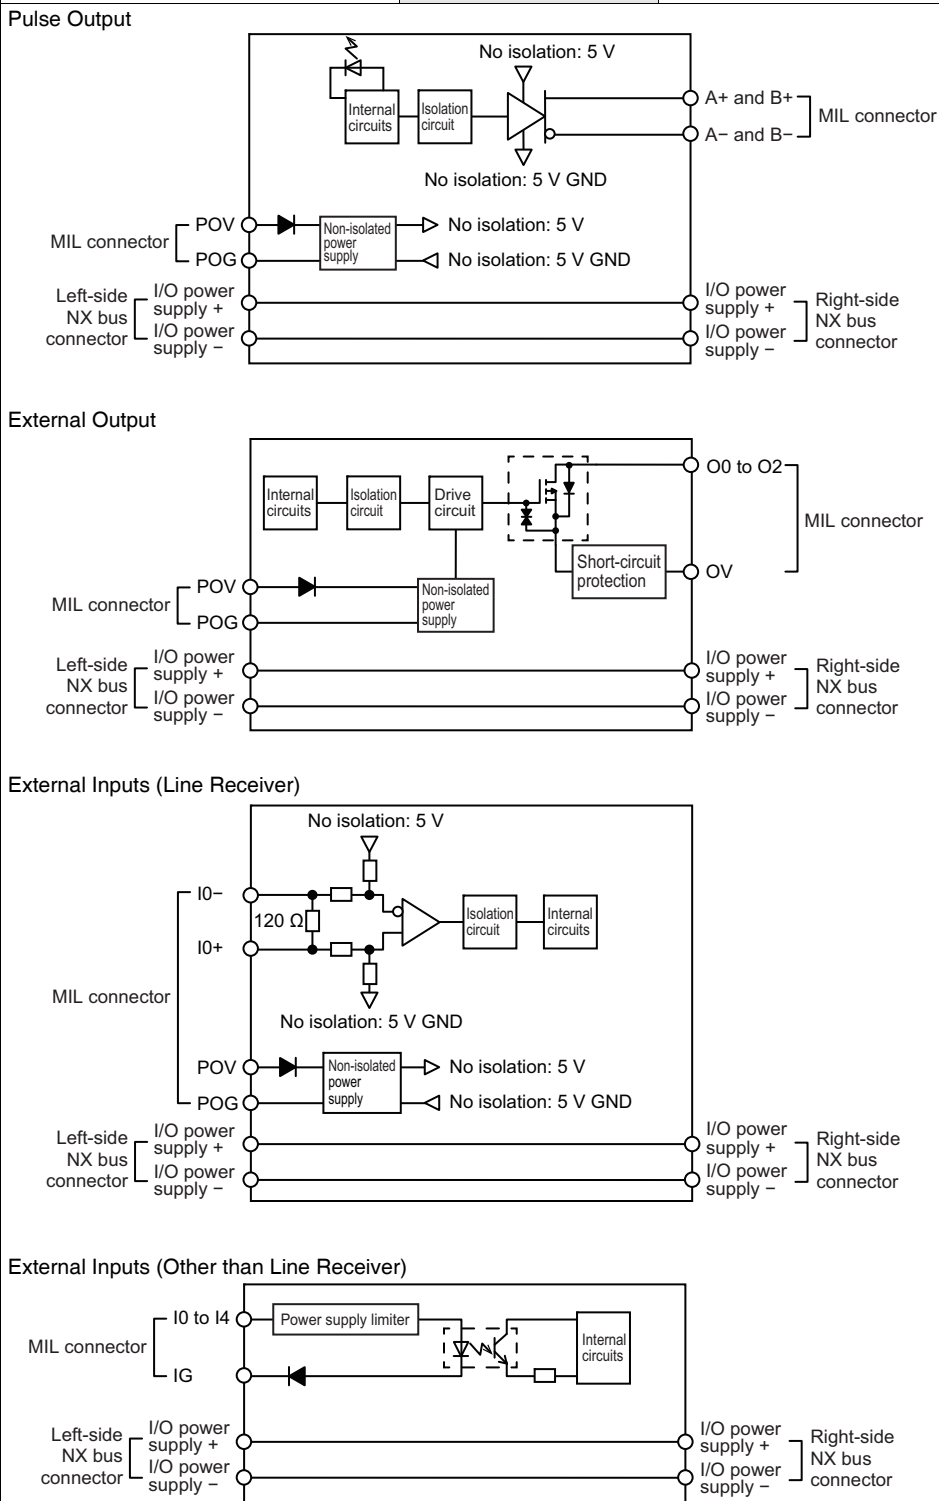 Pulse Output
No isolation: 5 V
Internal
circuits
Isolation
circuit
A+ and B+
A− and B−
MIL connector
No isolation: 5 V GND
MIL connector
POV
POG
Non-isolated
power
supply
No isolation: 5 V
No isolation: 5 V GND
Left-side
NX bus
connector
I/O power
supply +
I/O power
supply −
I/O power
supply +
I/O power
supply −
Right-side
NX bus
connector
External Output
Internal
circuits
Isolation
circuit
Drive
circuit
O0 to O2
MIL connector
Short-circuit
protection
OV
MIL connector
POV
POG
Non-isolated
power
supply
Left-side
NX bus
connector
I/O power
supply +
I/O power
supply −
I/O power
supply +
I/O power
supply −
Right-side
NX bus
connector
External Inputs (Line Receiver)
No isolation: 5 V
I0−
120 Ω
I0+
Isolation
circuit
Internal
circuits
MIL connector
No isolation: 5 V GND
POV
POG
Non-isolated
power
supply
No isolation: 5 V
No isolation: 5 V GND
Left-side
NX bus
connector
I/O power
supply +
I/O power
supply −
I/O power
supply +
I/O power
supply −
Right-side
NX bus
connector
External Inputs (Other than Line Receiver)
MIL connector
I0 to I4
IG
Power supply limiter
Internal
circuits
Left-side
NX bus
connector
I/O power
supply +
I/O power
supply −
I/O power
supply +
I/O power
supply −
Right-side
NX bus
connector